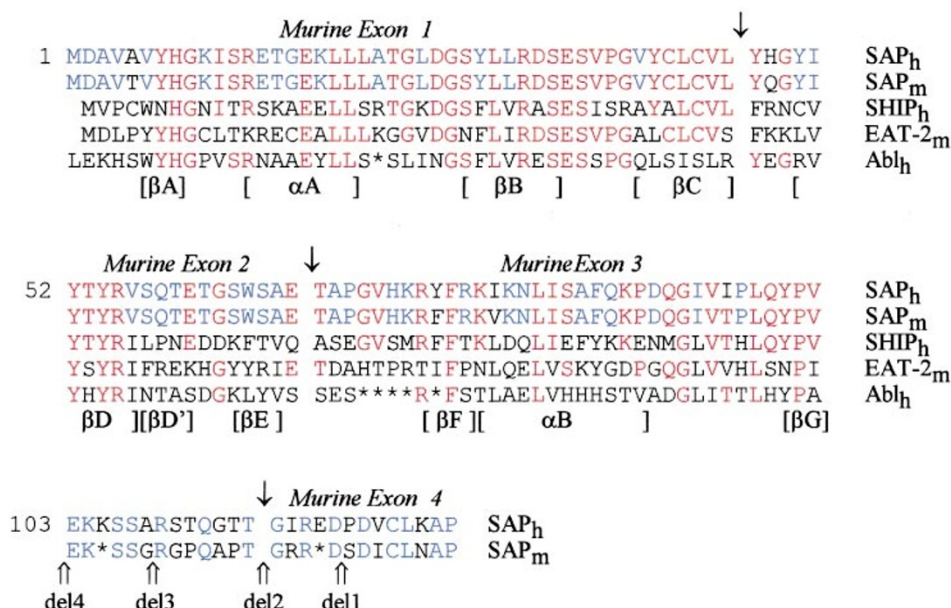 Murine Exon 1 ↓
1 MDAVAVYHGKISRETGEKLLLATGLDGSYLLRDSESVPGVYCLCVL YHGYI SAPh
MDAVTVYHGKISRETGEKLLLATGLDGSYLLRDSESVPGVYCLCVL YQGYI SAPm
MVPCWNHGNITRSKAEELLSRTGKDGSFLVRASESISRAYALCVL FRNCV SHIPh
MDLPYYHGCLTKRECEALLLKGGVDGNFLIRDSESVPGALCLCVS FKKLV EAT-2m
LEKHSWYHGPVSRNAAEYLLS*SLINGSFLVRESESSPGQLSISLR YEGRV Ablh
[βA] [ αA ] [ βB ] [ βC ] [
Murine Exon 2 ↓ MurineExon 3
52 YTYRVSQTETGSWSAE TAPGVHKRYFRKIKNLISAFQKPDQGIVIPLQYPV SAPh
YTYRVSQTETGSWSAE TAPGVHKRFFRKVKNLISAFQKPDQGIVTPLQYPV SAPm
YTYRILPNEDDKFTVQ ASEGVSMRFFTKLDQLIEFYKKENMGLVTHLQYPV SHIPh
YSYRIFREKHGYYRIE TDAHTPRTIFPNLQELVSKYGDPGQGLVVHLSNPI EAT-2m
YHYRINTASDGKLYVS SES****R*FSTLAELVHHHSTVADGLITTLHYPA Ablh
βD ][βD'] [βE ] [ βF ][ αB ] [βG]
↓ Murine Exon 4
103 EKKSSARSTQGTT GIREDPDVCLKAP SAPh
EK*SSGRGPQAPT GRR*DSDICLNAP SAPm
⇑ ⇑ ⇑ ⇑
del4 del3 del2 del1